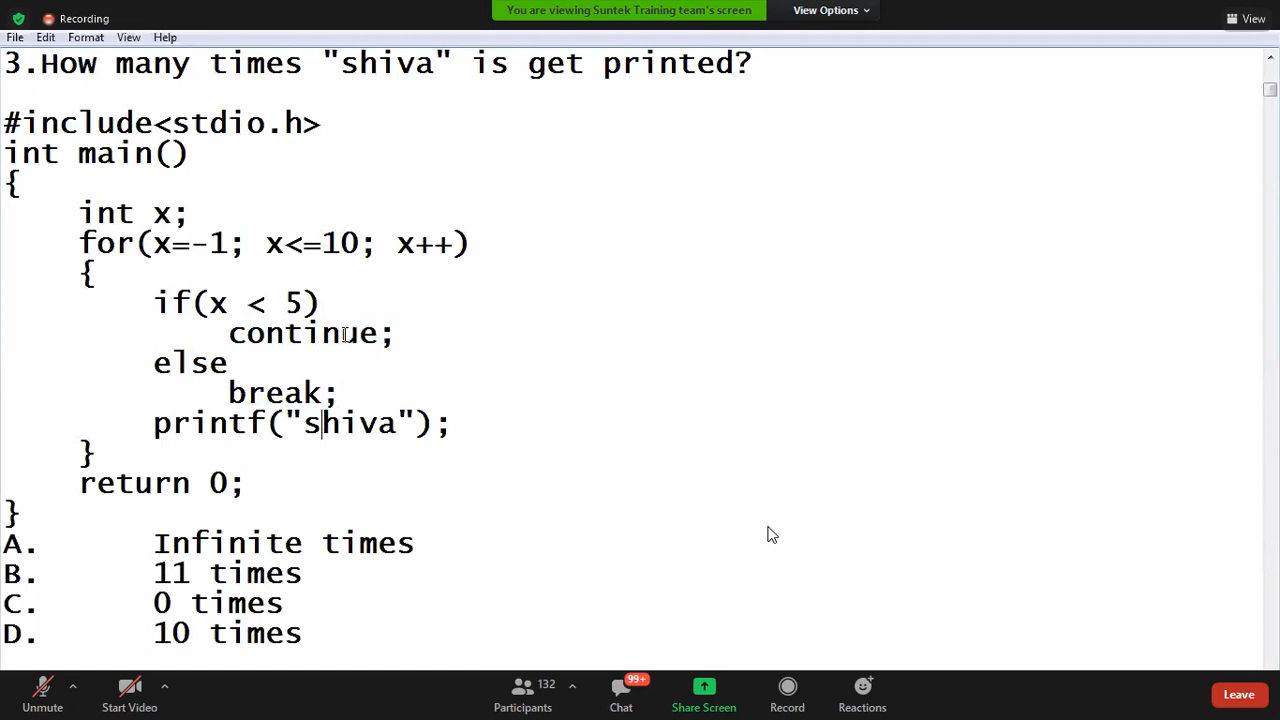 You are viewing Suntek Training team's screen
View Options
Recording
View
File Edit Format View Help
3.How many times "shiva" is get printed?
#include<stdio.h>
int main()
{
int x;
for(x=-1; x<=10; x++)
{
if(x < 5)
continue;
else
break;
printf("shiva");
}
return 0;
}
A. Infinite times
B. 11 times
C. 0 times
D. 10 times
Unmute
Start Video
132
Participants
99+
Chat
Share Screen
Record
Reactions
Leave